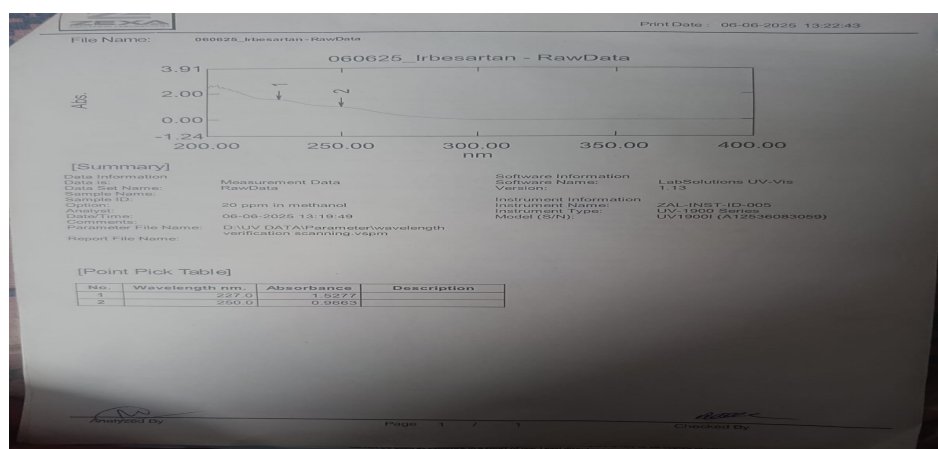 ZEXA
Print Date : 06-06-2025 13:22:43
File Name: 060625_Irbesartan - RawData
060625_Irbesartan - RawData
3.91
2.00
0.00
-1.24
Abs.
1
2
200.00 250.00 300.00 350.00 400.00
nm
[Summary]
Data Information
Data is: Measurement Data
Data Set Name: RawData
Sample Name:
Sample ID:
Option: 20 ppm in methanol
Analyst:
Date/Time: 06-06-2025 13:19:49
Comments:
Parameter File Name: D:\UV DATA\Parameter\wavelength
verification scanning.vspm
Report File Name:
Software Information
Software Name: LabSolutions UV-Vis
Version: 1.13
Instrument Information
Instrument Name: ZAL-INST-ID-005
Instrument Type: UV-1900 Series
Model (S/N): UV1900i (A12536083059)
[Point Pick Table]
No. Wavelength nm. Absorbance Description
1 227.0 1.5277
2 250.0 0.9663
Analyzed By
Page 1 / 1
Checked By